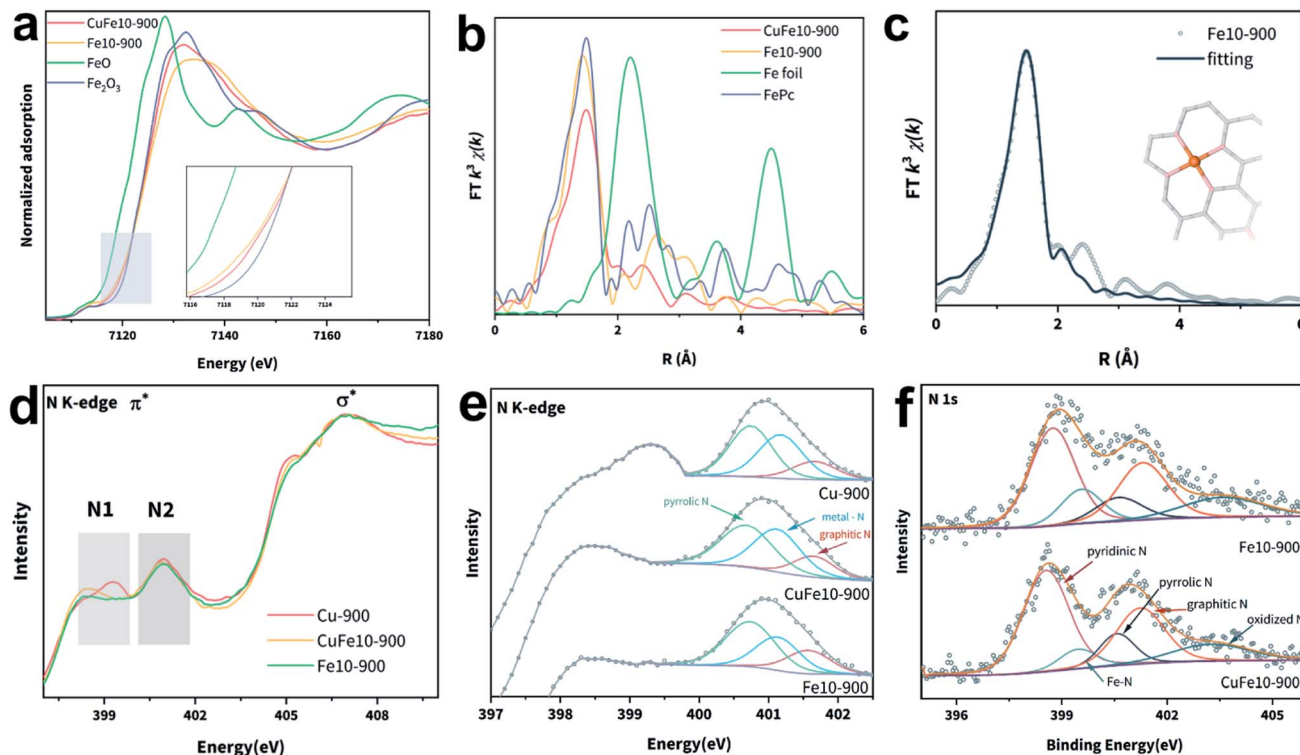 a
CuFe10-900
Fe10-900
FeO
Fe₂O₃
Normalized adsorption
7116 7118 7120 7122 7124
7120 7140 7160 7180
Energy (eV)
b
CuFe10-900
Fe10-900
Fe foil
FePc
FT k³ χ(k)
0 2 4 6
R (Å)
c
Fe10-900
fitting
FT k³ χ(k)
0 2 4 6
R (Å)
d
N K-edge π* σ*
N1 N2
Intensity
Cu-900
CuFe10-900
Fe10-900
399 402 405 408
Energy(eV)
e
N K-edge
Intensity
Cu-900
pyrrolic N
metal - N
graphitic N
CuFe10-900
Fe10-900
397 398 399 400 401 402
Energy(eV)
f
N 1s
Intensity
Fe10-900
pyridinic N
pyrrolic N
graphitic N
oxidized N
Fe-N
CuFe10-900
396 399 402 405
Binding Energy(eV)